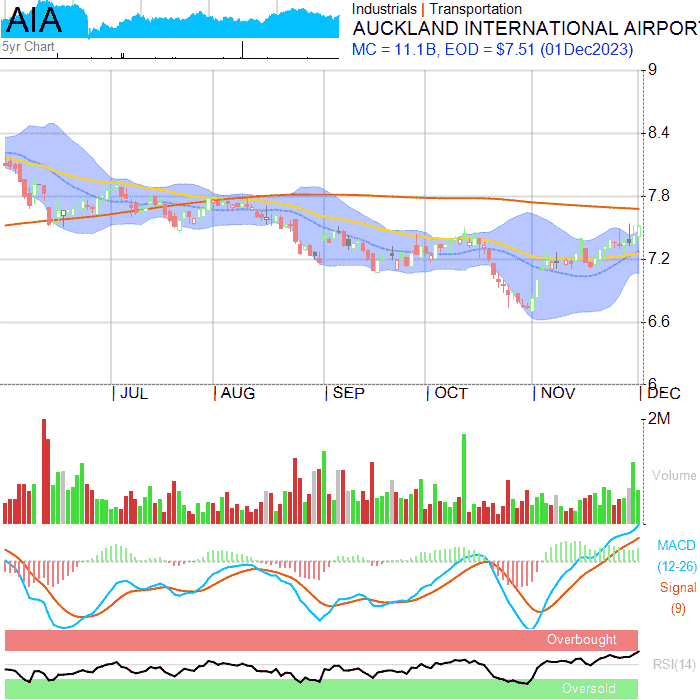 AIA
Industrials | Transportation
AUCKLAND INTERNATIONAL AIRPOR
MC = 11.1B, EOD = $7.51 (01Dec2023)
5yr Chart
9
8.4
7.8
7.2
6.6
6
JUL
AUG
SEP
OCT
NOV
DEC
2M
Volume
MACD
(12-26)
Signal
(9)
Overbought
RSI(14)
Oversold